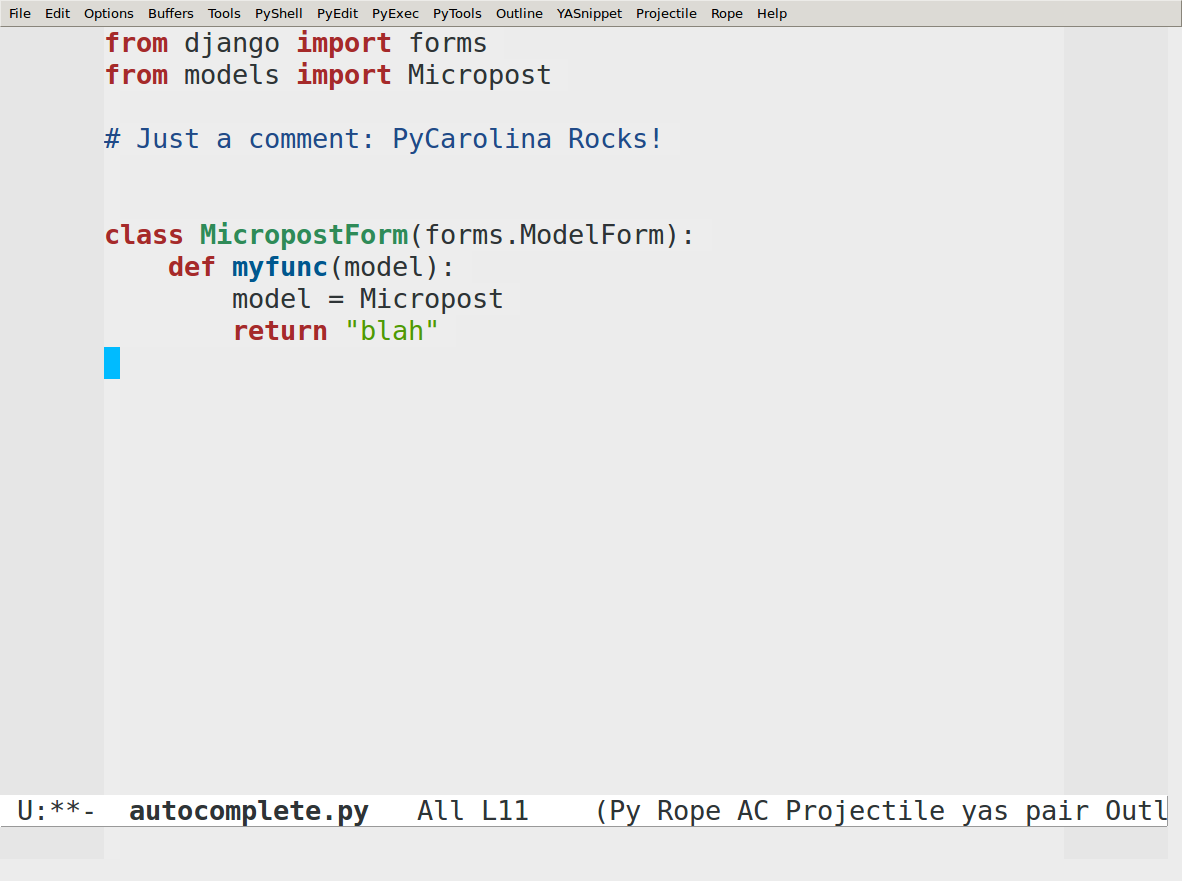 File Edit Options Buffers Tools PyShell PyEdit PyExec PyTools Outline YASnippet Projectile Rope Help
from django import forms
from models import Micropost
# Just a comment: PyCarolina Rocks!
class MicropostForm(forms.ModelForm):
    def myfunc(model):
        model = Micropost
        return "blah"
U:**-  autocomplete.py   All L11    (Py Rope AC Projectile yas pair Outl